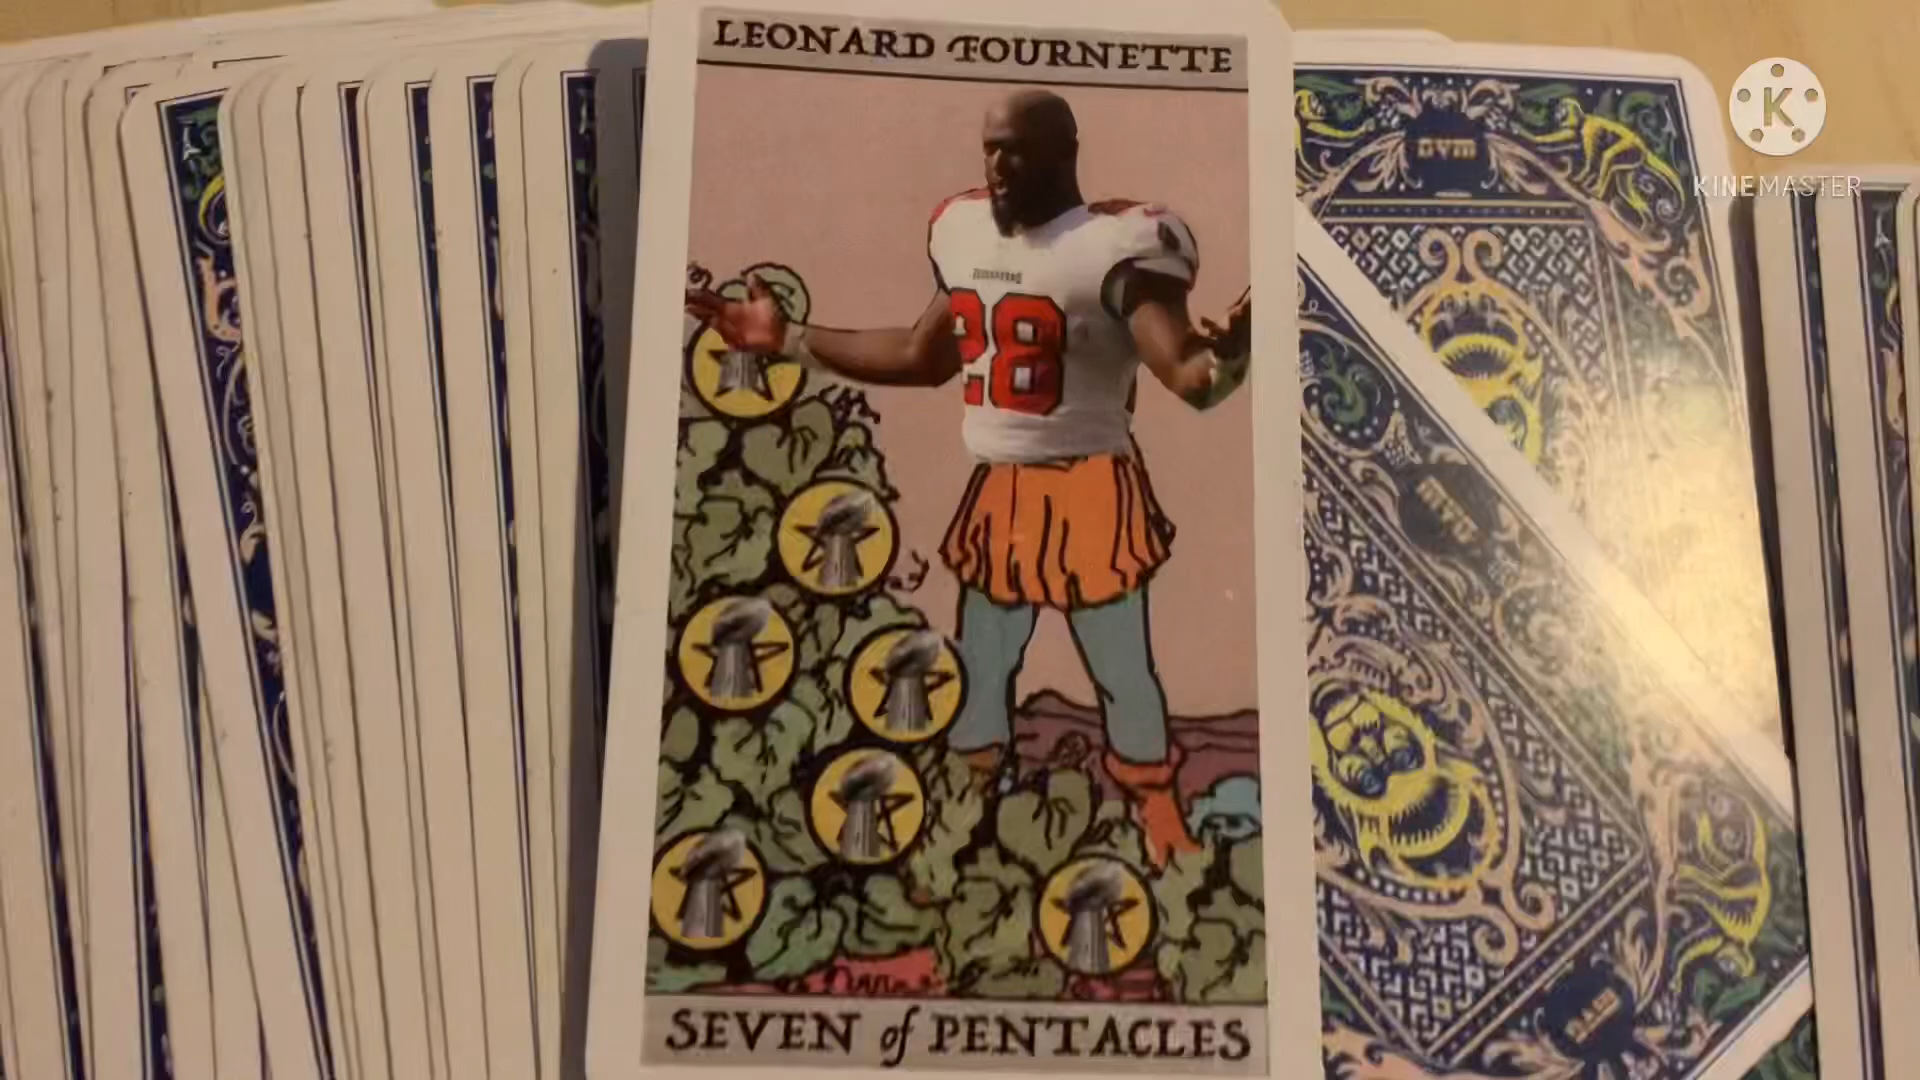 LEONARD FOURNETTE
K
KINEMASTER
28
SEVEN of PENTACLES